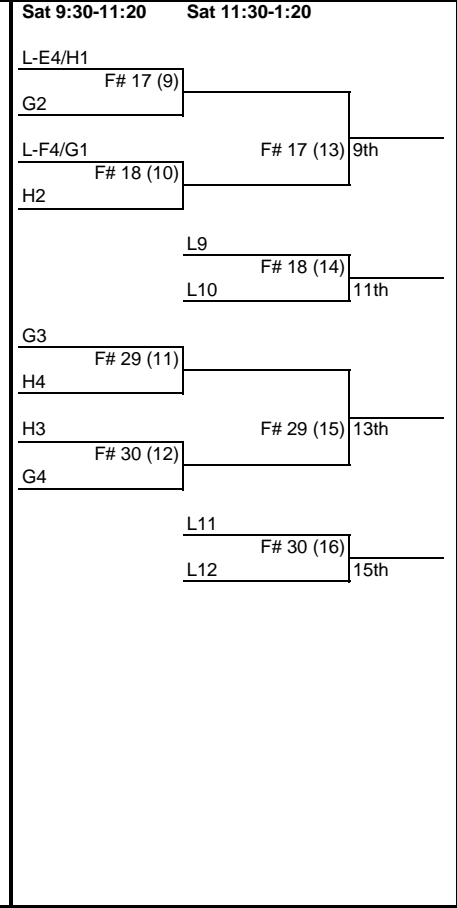 Sat 9:30-11:20 Sat 11:30-1:20
L-E4/H1
F# 17 (9)
G2
L-F4/G1 F# 17 (13) 9th
F# 18 (10)
H2
L9
F# 18 (14)
L10 11th
G3
F# 29 (11)
H4
H3 F# 29 (15) 13th
F# 30 (12)
G4
L11
F# 30 (16)
L12 15th